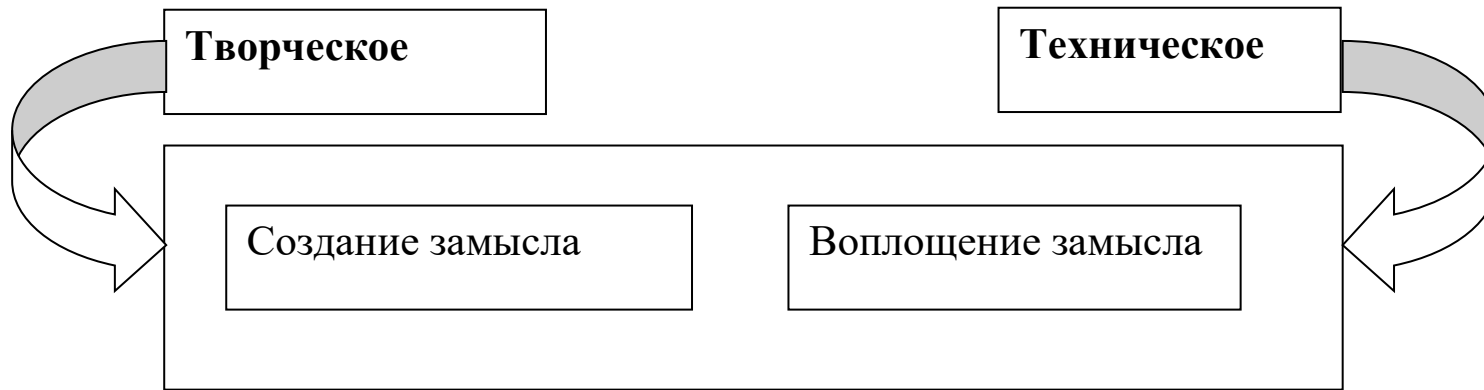 Творческое
Техническое
Создание замысла
Воплощение замысла